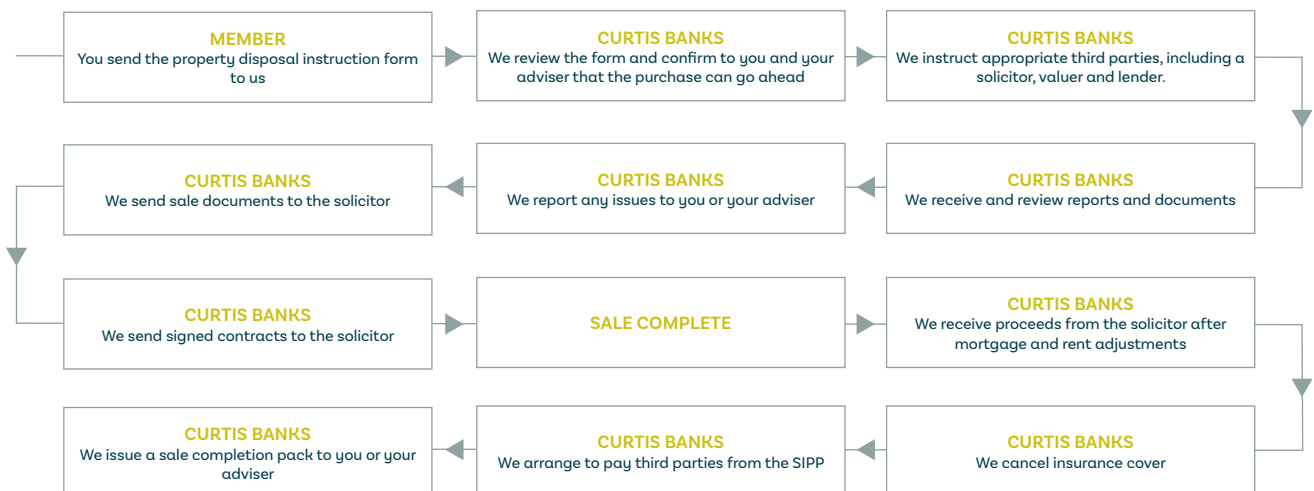 MEMBER
You send the property disposal instruction form
to us
CURTIS BANKS
We review the form and confirm to you and your
adviser that the purchase can go ahead
CURTIS BANKS
We instruct appropriate third parties, including a
solicitor, valuer and lender.
CURTIS BANKS
We receive and review reports and documents
CURTIS BANKS
We report any issues to you or your adviser
CURTIS BANKS
We send sale documents to the solicitor
CURTIS BANKS
We send signed contracts to the solicitor
SALE COMPLETE
CURTIS BANKS
We receive proceeds from the solicitor after
mortgage and rent adjustments
CURTIS BANKS
We cancel insurance cover
CURTIS BANKS
We arrange to pay third parties from the SIPP
CURTIS BANKS
We issue a sale completion pack to you or your
adviser